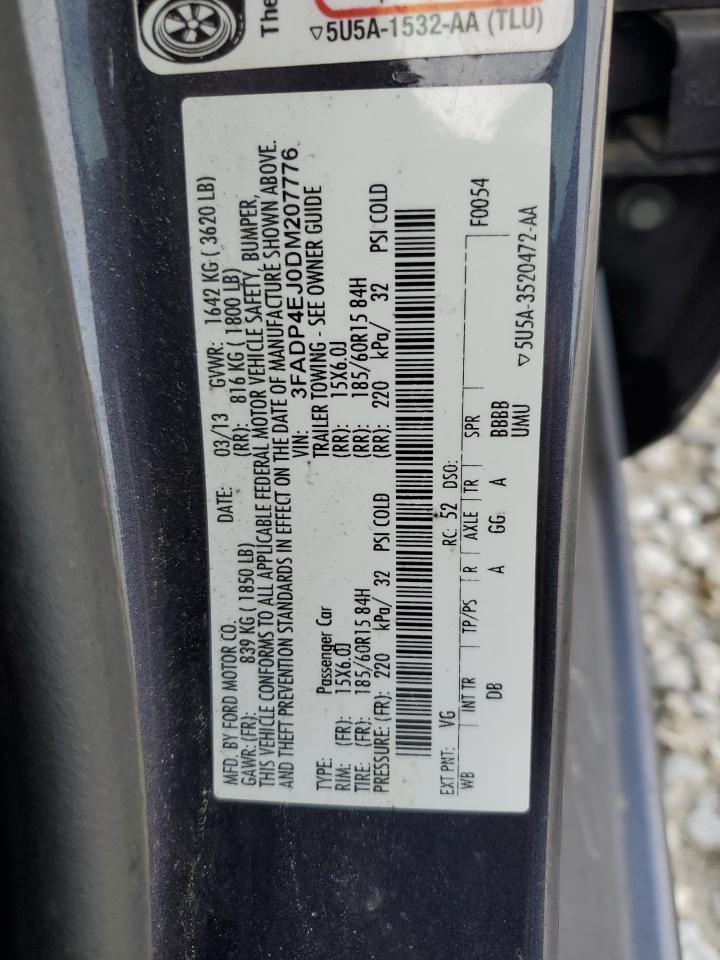 The
▽5U5A-1532-AA (TLU)
MFD. BY FORD MOTOR CO. DATE: 03/13 GVWR: 1642 KG ( 3620 LB)
GAWR: (FR): 839 KG ( 1850 LB) (RR): 816 KG ( 1800 LB)
THIS VEHICLE CONFORMS TO ALL APPLICABLE FEDERAL MOTOR VEHICLE SAFETY, BUMPER,
AND THEFT PREVENTION STANDARDS IN EFFECT ON THE DATE OF MANUFACTURE SHOWN ABOVE.
VIN: 3FADP4EJ0DM207776
TYPE: Passenger Car TRAILER TOWING - SEE OWNER GUIDE
RIM: (FR): 15X6.0J (RR): 15X6.0J
TIRE: (FR): 185/60R15 84H (RR): 185/60R15 84H
PRESSURE: (FR): 220 kPa/ 32 PSI COLD (RR): 220 kPa/ 32 PSI COLD
EXT PNT: VG RC: 52 DSO: F0054
WB INT TR TP/PS R AXLE TR SPR
DB A GG A BBBB
UMU
▽5U5A-3520472-AA